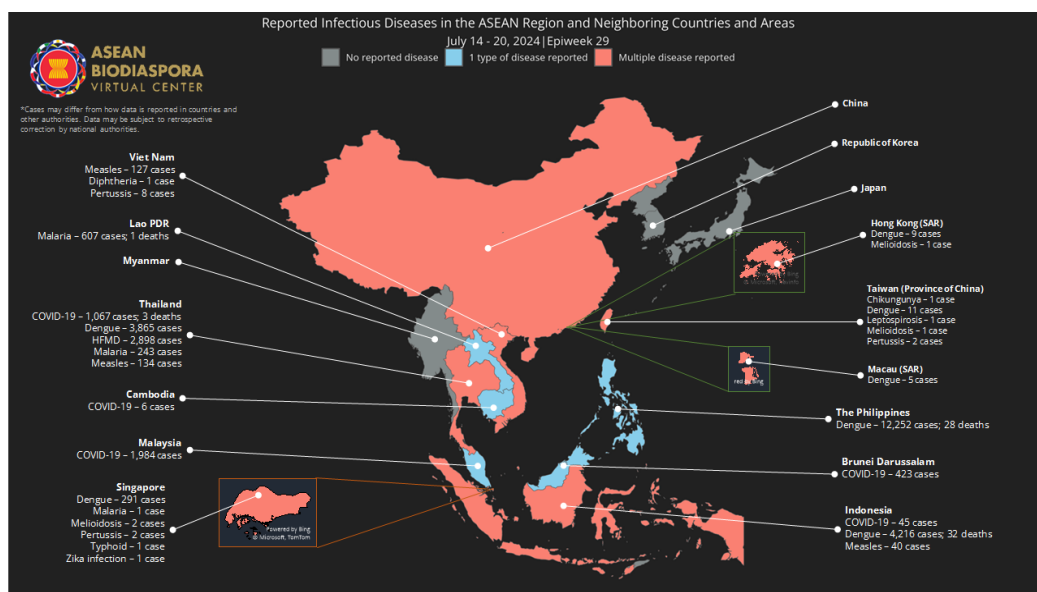 Reported Infectious Diseases in the ASEAN Region and Neighboring Countries and Areas
July 14 - 20, 2024|Epiweek 29
No reported disease
1 type of disease reported
Multiple disease reported
ASEAN
BIODIASPORA
VIRTUAL CENTER
*Cases may differ from how data is reported in countries and
other authorities. Data may be subject to retrospective
correction by national authorities.
Viet Nam
Measles – 127 cases
Diphtheria – 1 case
Pertussis – 8 cases
Lao PDR
Malaria – 607 cases; 1 deaths
Myanmar
Thailand
COVID-19 – 1,067 cases; 3 deaths
Dengue – 3,865 cases
HFMD – 2,898 cases
Malaria – 243 cases
Measles – 134 cases
Cambodia
COVID-19 – 6 cases
Malaysia
COVID-19 – 1,984 cases
Singapore
Dengue – 291 cases
Malaria – 1 case
Melioidosis – 2 cases
Pertussis – 2 cases
Typhoid – 1 case
Zika infection – 1 case
Powered by Bing
© Microsoft, TomTom
China
Republic of Korea
Japan
Hong Kong (SAR)
Dengue – 9 cases
Melioidosis – 1 case
Taiwan (Province of China)
Chikungunya – 1 case
Dengue – 11 cases
Leptospirosis – 1 case
Melioidosis – 1 case
Pertussis – 2 cases
Macau (SAR)
Dengue – 5 cases
The Philippines
Dengue – 12,252 cases; 28 deaths
Brunei Darussalam
COVID-19 – 423 cases
Indonesia
COVID-19 – 45 cases
Dengue – 4,216 cases; 32 deaths
Measles – 40 cases